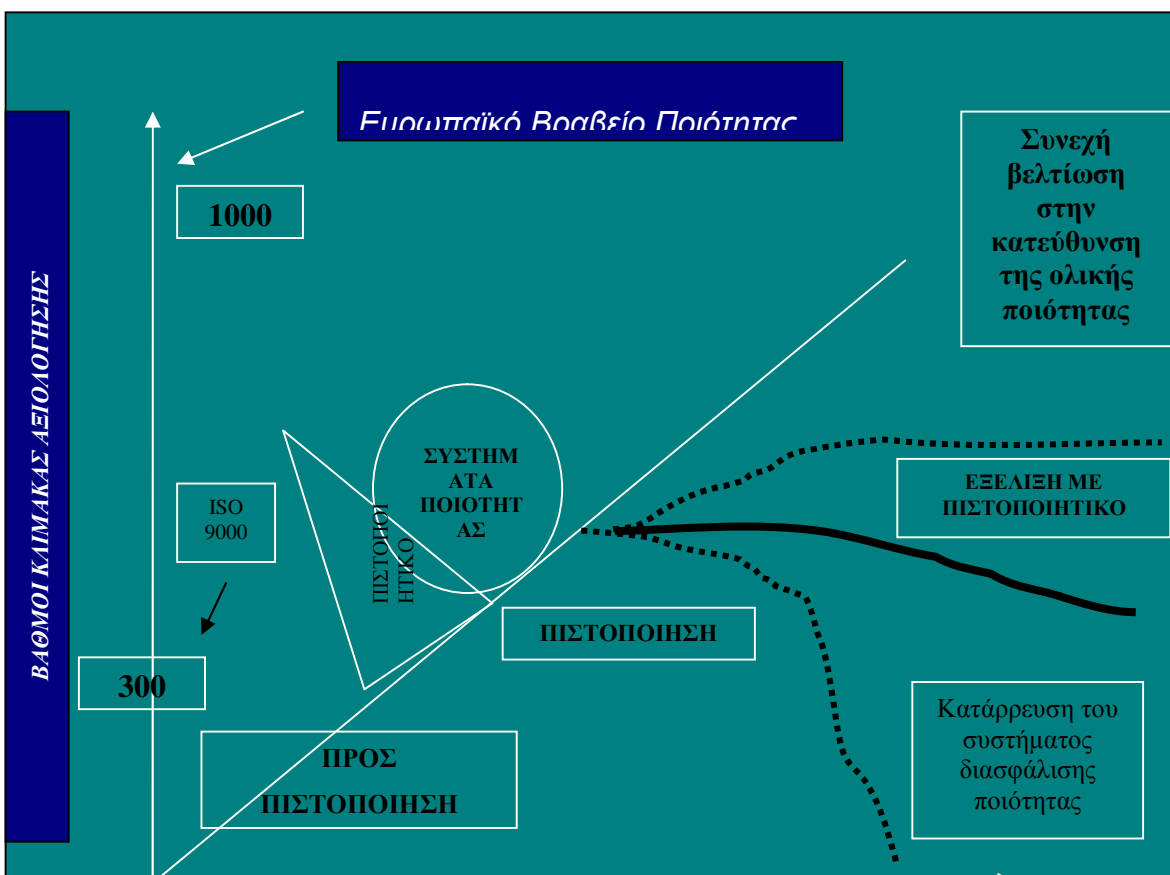 Ευρωπαϊκό Βραβείο Ποιότητας
1000
Συνεχή
βελτίωση
στην
κατεύθυνση
της ολικής
ποιότητας
ΒΑΘΜΟΙ ΚΛΙΜΑΚΑΣ ΑΞΙΟΛΟΓΗΣΗΣ
ΣΥΣΤΗΜ
ΑΤΑ
ΠΟΙΟΤΗΤ
ΑΣ
ISO
9000
ΠΙΣΤΟΠΟΙ
ΗΤΙΚΟ
ΕΞΕΛΙΞΗ ΜΕ
ΠΙΣΤΟΠΟΙΗΤΙΚΟ
ΠΙΣΤΟΠΟΙΗΣΗ
300
ΠΡΟΣ
ΠΙΣΤΟΠΟΙΗΣΗ
Κατάρρευση του
συστήματος
διασφάλισης
ποιότητας